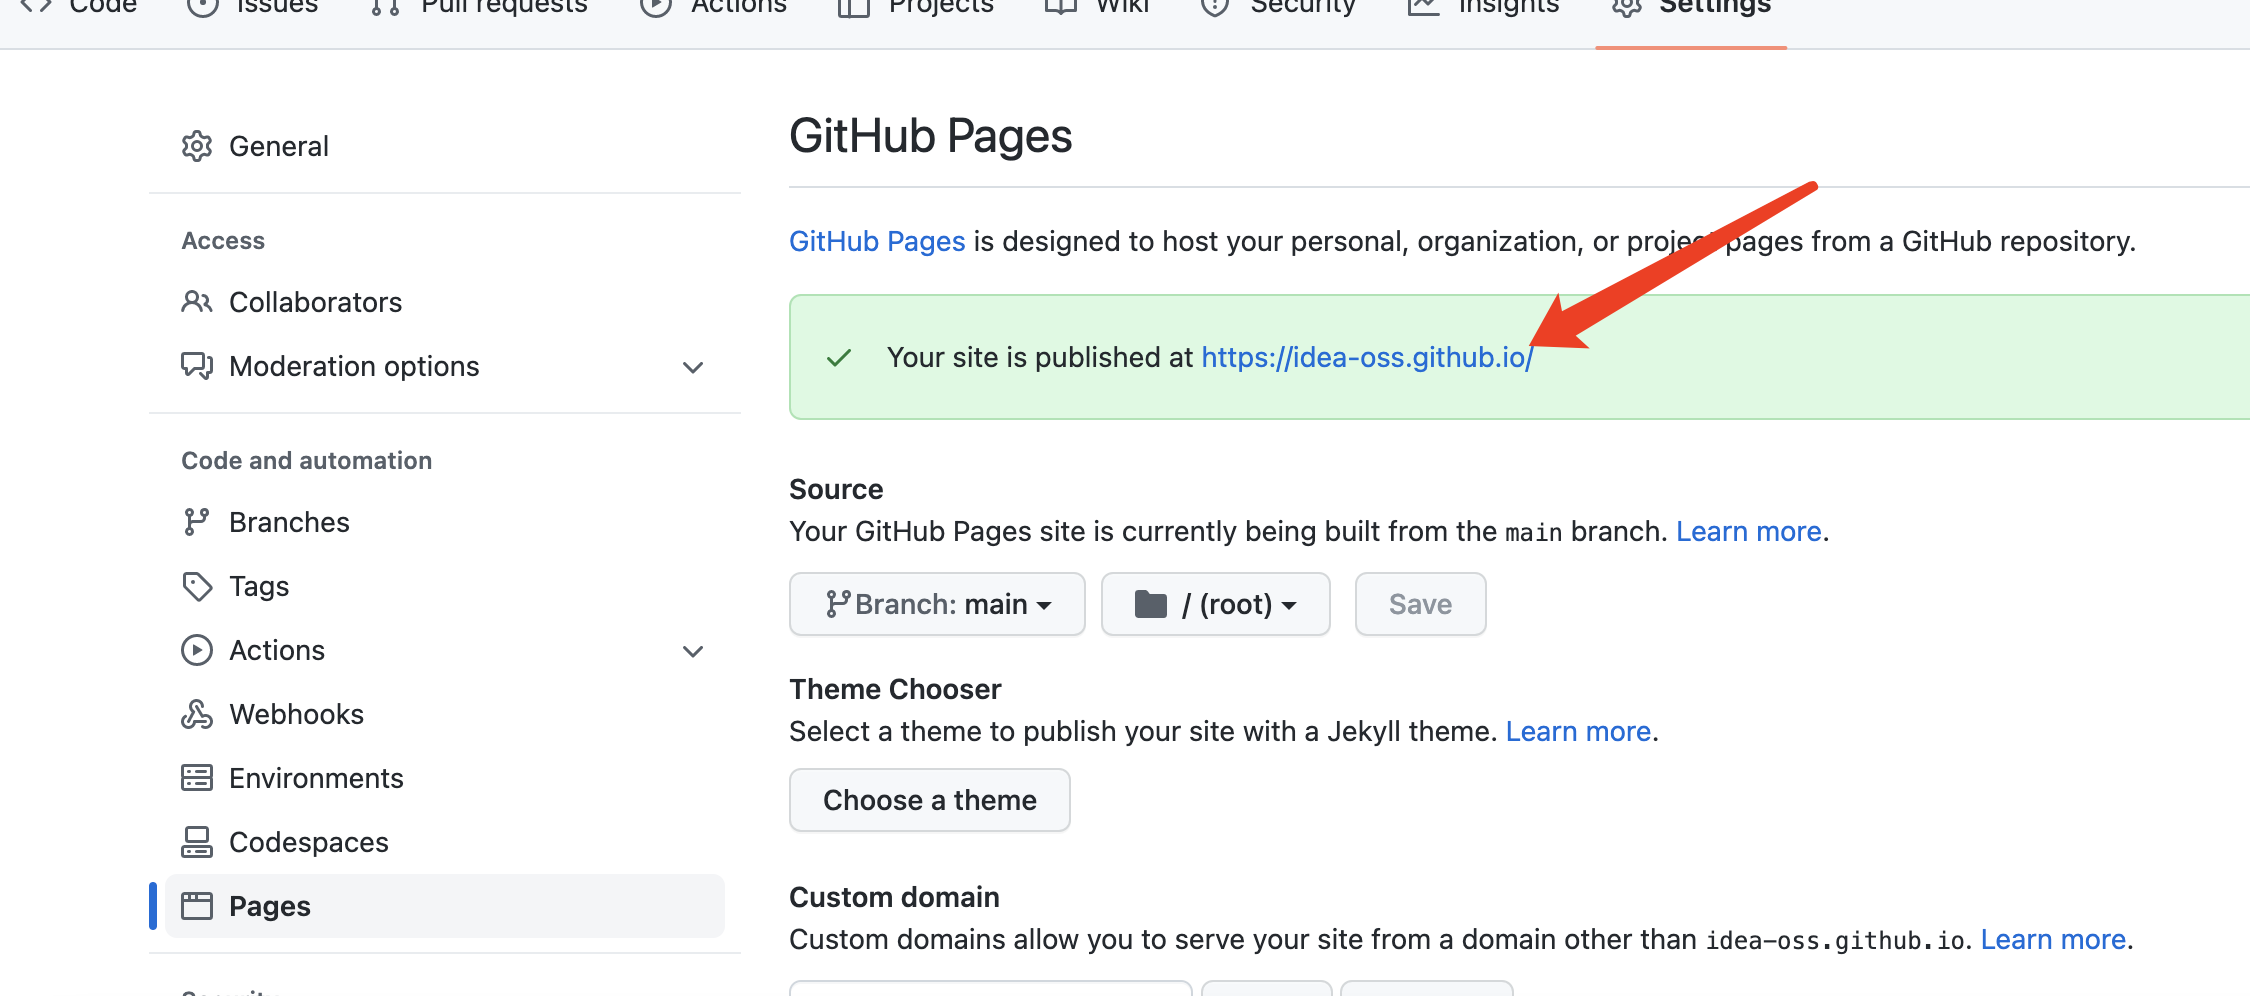 Code Issues Pull requests Actions Projects Wiki Security Insights Settings
General
Access
Collaborators
Moderation options
Code and automation
Branches
Tags
Actions
Webhooks
Environments
Codespaces
Pages
Security
GitHub Pages
GitHub Pages is designed to host your personal, organization, or project pages from a GitHub repository.
Your site is published at https://idea-oss.github.io/
Source
Your GitHub Pages site is currently being built from the main branch. Learn more.
Branch: main / (root) Save
Theme Chooser
Select a theme to publish your site with a Jekyll theme. Learn more.
Choose a theme
Custom domain
Custom domains allow you to serve your site from a domain other than idea-oss.github.io. Learn more.